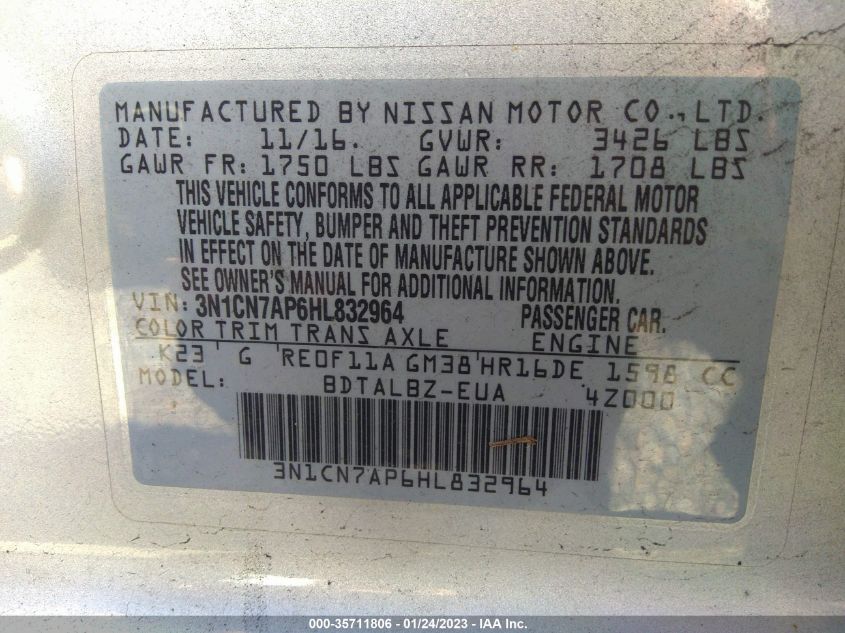 MANUFACTURED BY NISSAN MOTOR CO., LTD.
DATE: 11/16. GVWR: 3426 LBS
GAWR FR: 1750 LBS GAWR RR: 1708 LBS
THIS VEHICLE CONFORMS TO ALL APPLICABLE FEDERAL MOTOR
VEHICLE SAFETY, BUMPER AND THEFT PREVENTION STANDARDS
IN EFFECT ON THE DATE OF MANUFACTURE SHOWN ABOVE.
SEE OWNER'S MANUAL FOR ADDITIONAL INFORMATION.
VIN: 3N1CN7AP6HL832964 PASSENGER CAR.
COLOR TRIM TRANS AXLE ENGINE
K23 G RE0F11A GM38 HR16DE 1598 CC
MODEL: BDTALBZ-EUA 4Z000
3N1CN7AP6HL832964
000-35711806 - 01/24/2023 - IAA Inc.